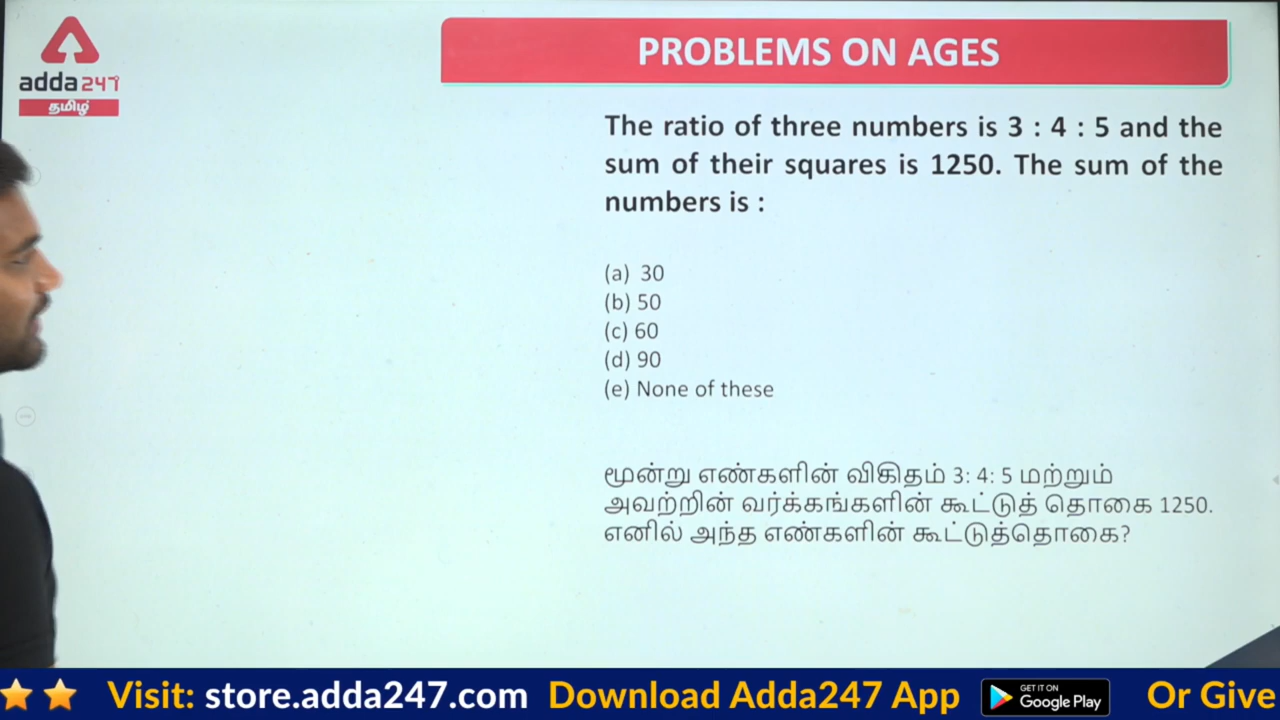 PROBLEMS ON AGES
adda247
தமிழ்
The ratio of three numbers is 3 : 4 : 5 and the
sum of their squares is 1250. The sum of the
numbers is :
(a) 30
(b) 50
(c) 60
(d) 90
(e) None of these
மூன்று எண்களின் விகிதம் 3: 4: 5 மற்றும்
அவற்றின் வர்க்கங்களின் கூட்டுத் தொகை 1250.
எனில் அந்த எண்களின் கூட்டுத்தொகை?
Visit: store.adda247.com Download Adda247 App GET IT ON Google Play Or Give